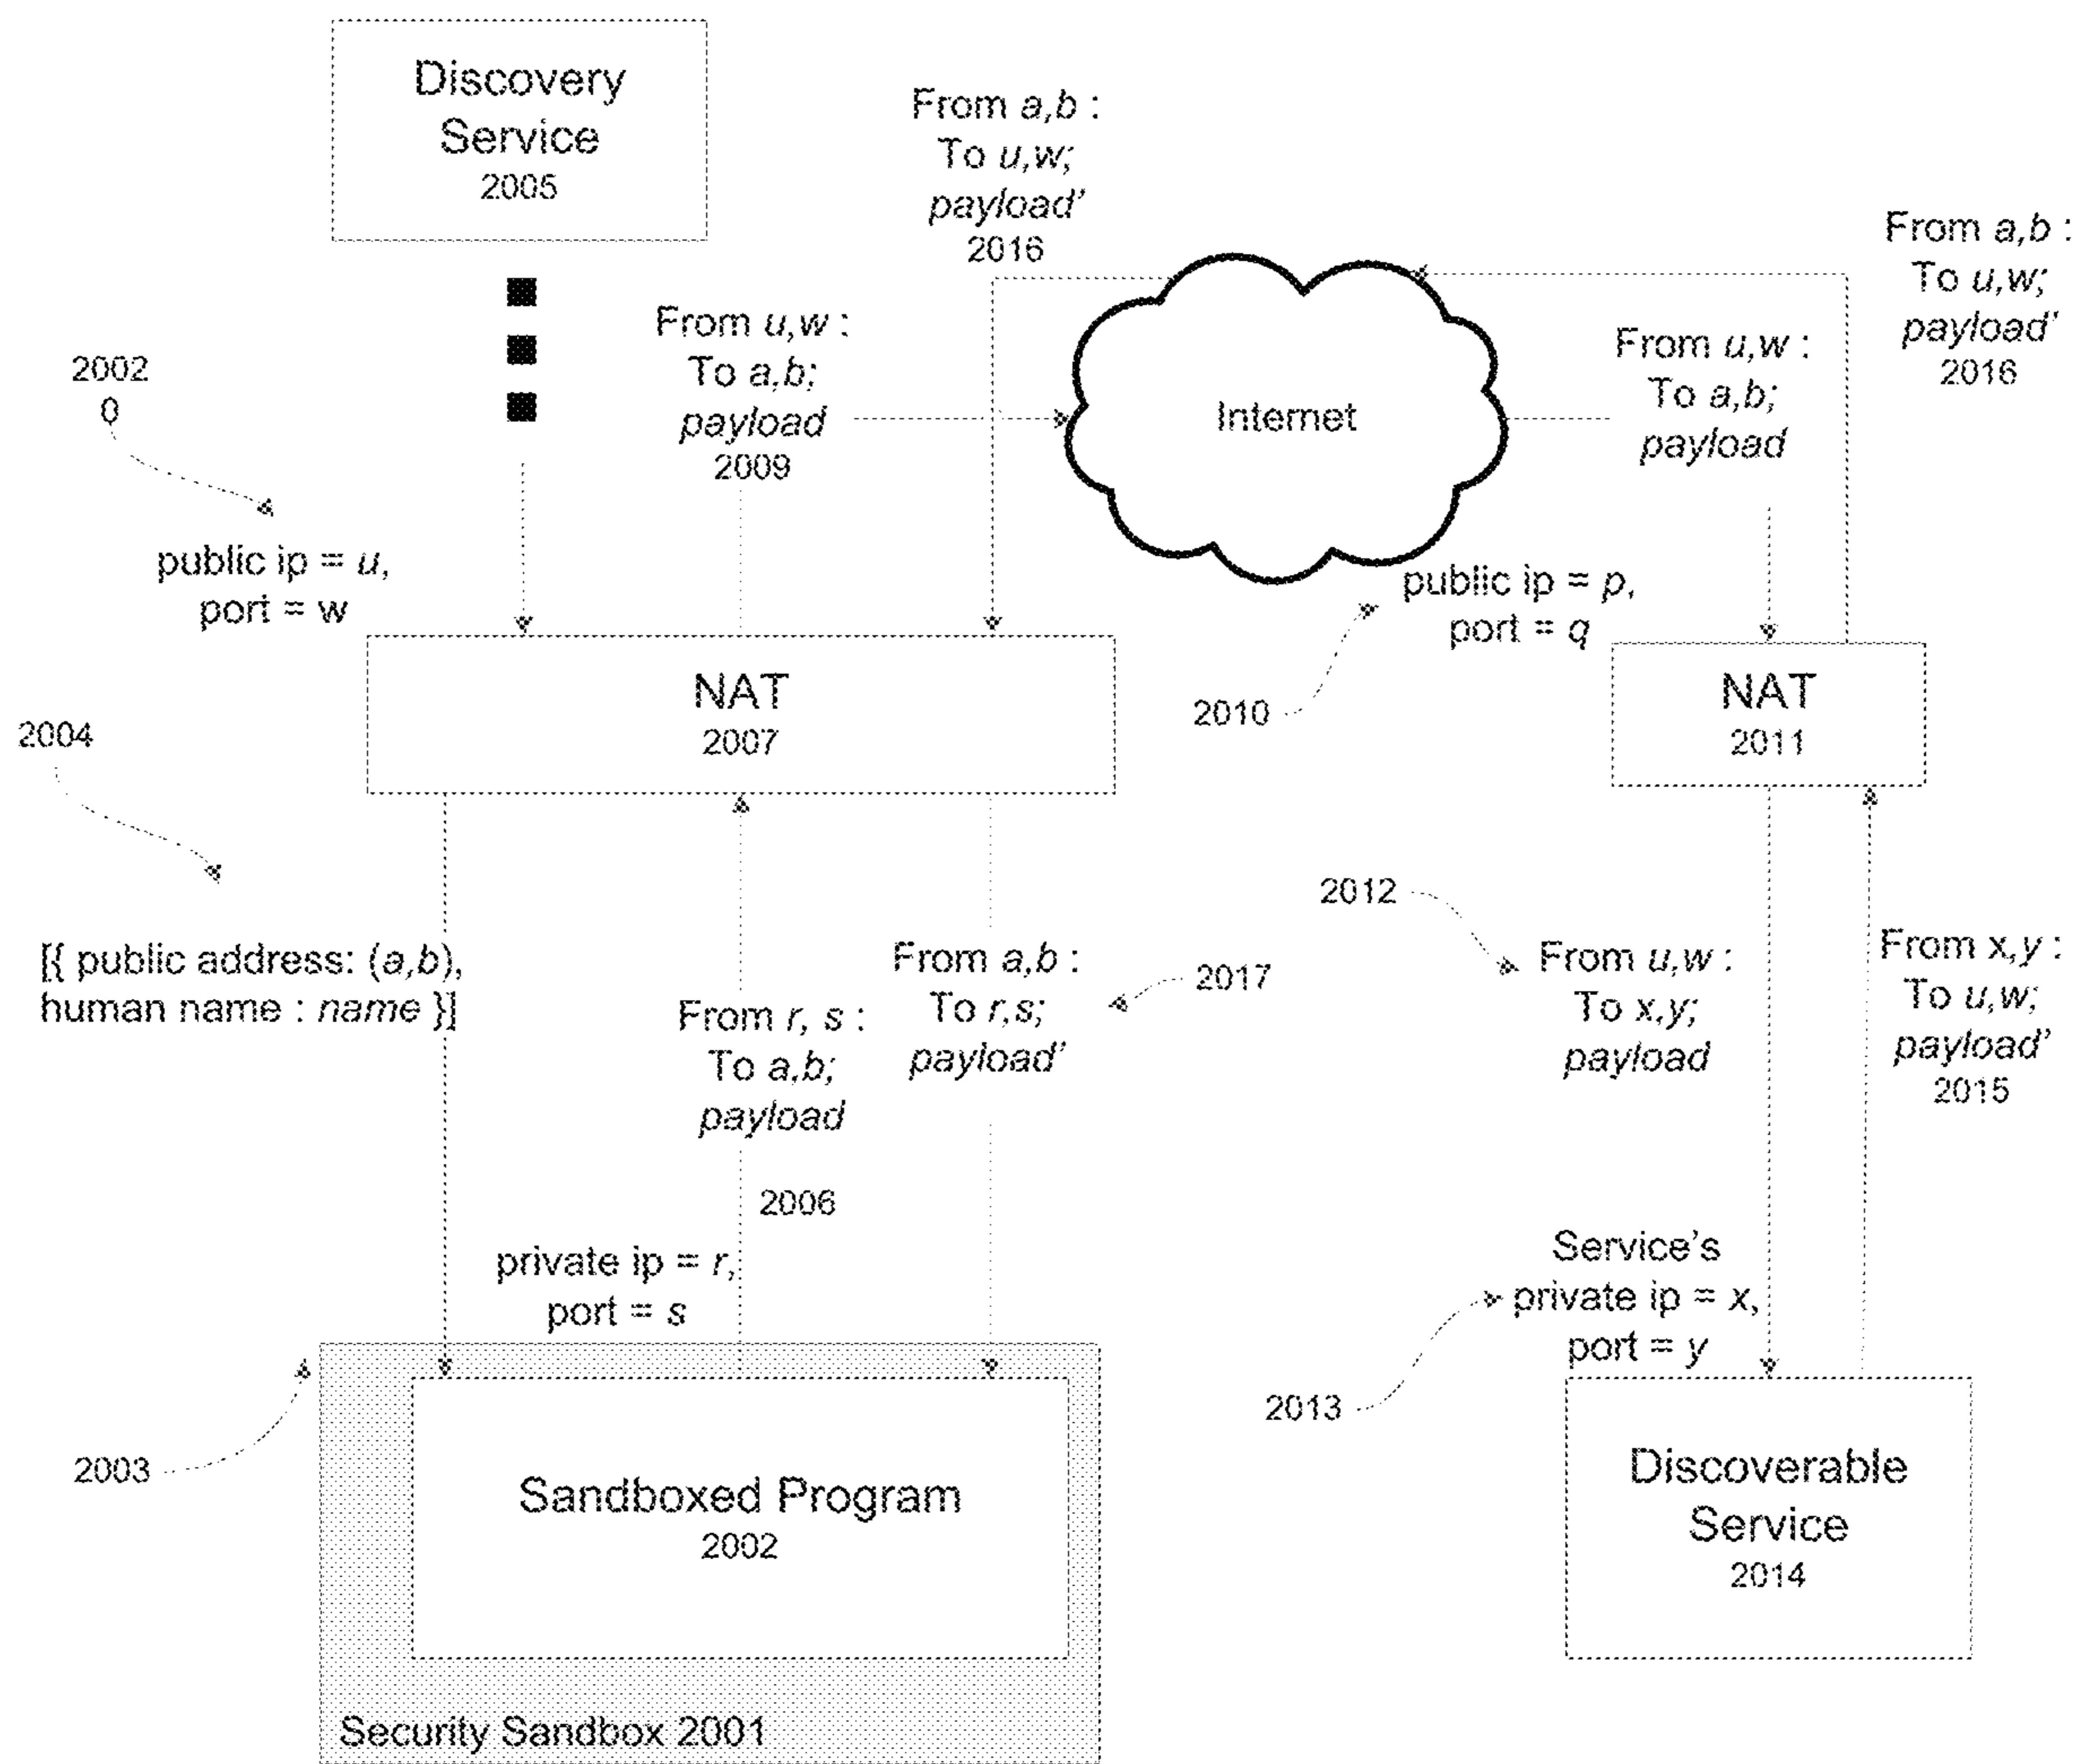 Discovery
Service
2005
From a,b :
To u,w;
payload'
2016
From a,b :
To u,w;
payload'
2016
From u,w :
To a,b;
payload
2009
Internet
From u,w :
To a,b;
payload
2002
0
public ip = u,
port = w
public ip = p,
port = q
2010
NAT
2007
NAT
2011
2004
[{ public address: (a,b),
human name : name }]
From r, s :
To a,b;
payload
2006
From a,b :
To r,s;
payload'
2017
2012
From u,w :
To x,y;
payload
From x,y :
To u,w;
payload'
2015
private ip = r,
port = s
Service's
private ip = x,
port = y
2013
2003
Sandboxed Program
2002
Security Sandbox 2001
Discoverable
Service
2014